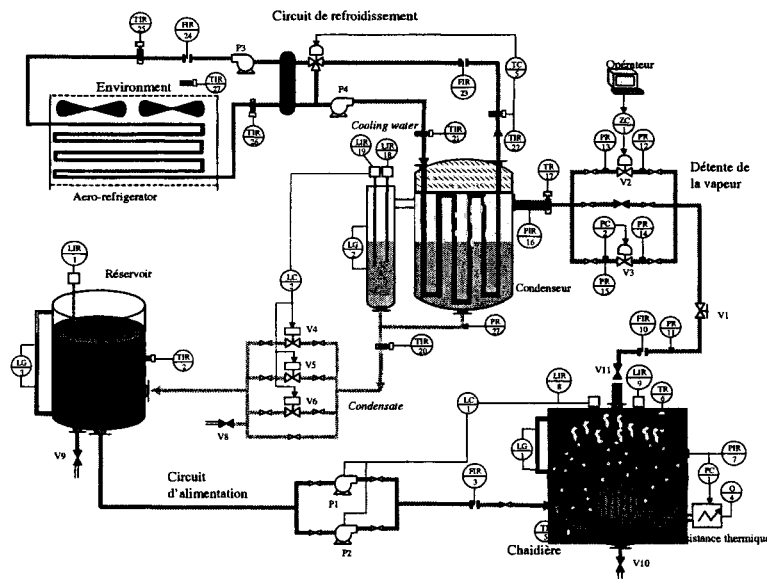 Circuit de refroidissement
TIR
25
FIR
24
P3
TC
5
Opérateur
Environment
TIR
27
FIR
23
ZC
1
P4
Cooling water
TIR
26
TIR
21
TIR
22
PR
13
PR
12
LIR
19
LIR
18
V2
Détente de
la vapeur
Aero-refrigerator
TR
17
PIR
16
PC
2
PR
14
LIR
1
LG
2
V3
Réservoir
Condenseur
PR
15
LC
V1
PR
27
FIR
10
PR
11
V4
TIR
20
TIR
2
V5
V11
LG
V6
LIR
8
LIR
9
TR
6
Condensate
LC
1
V8
LG
PIR
7
V9
FIR
3
PC
1
Q
4
Circuit
d'alimentation
P1
P2
Chaidière
sistance thermique
V10